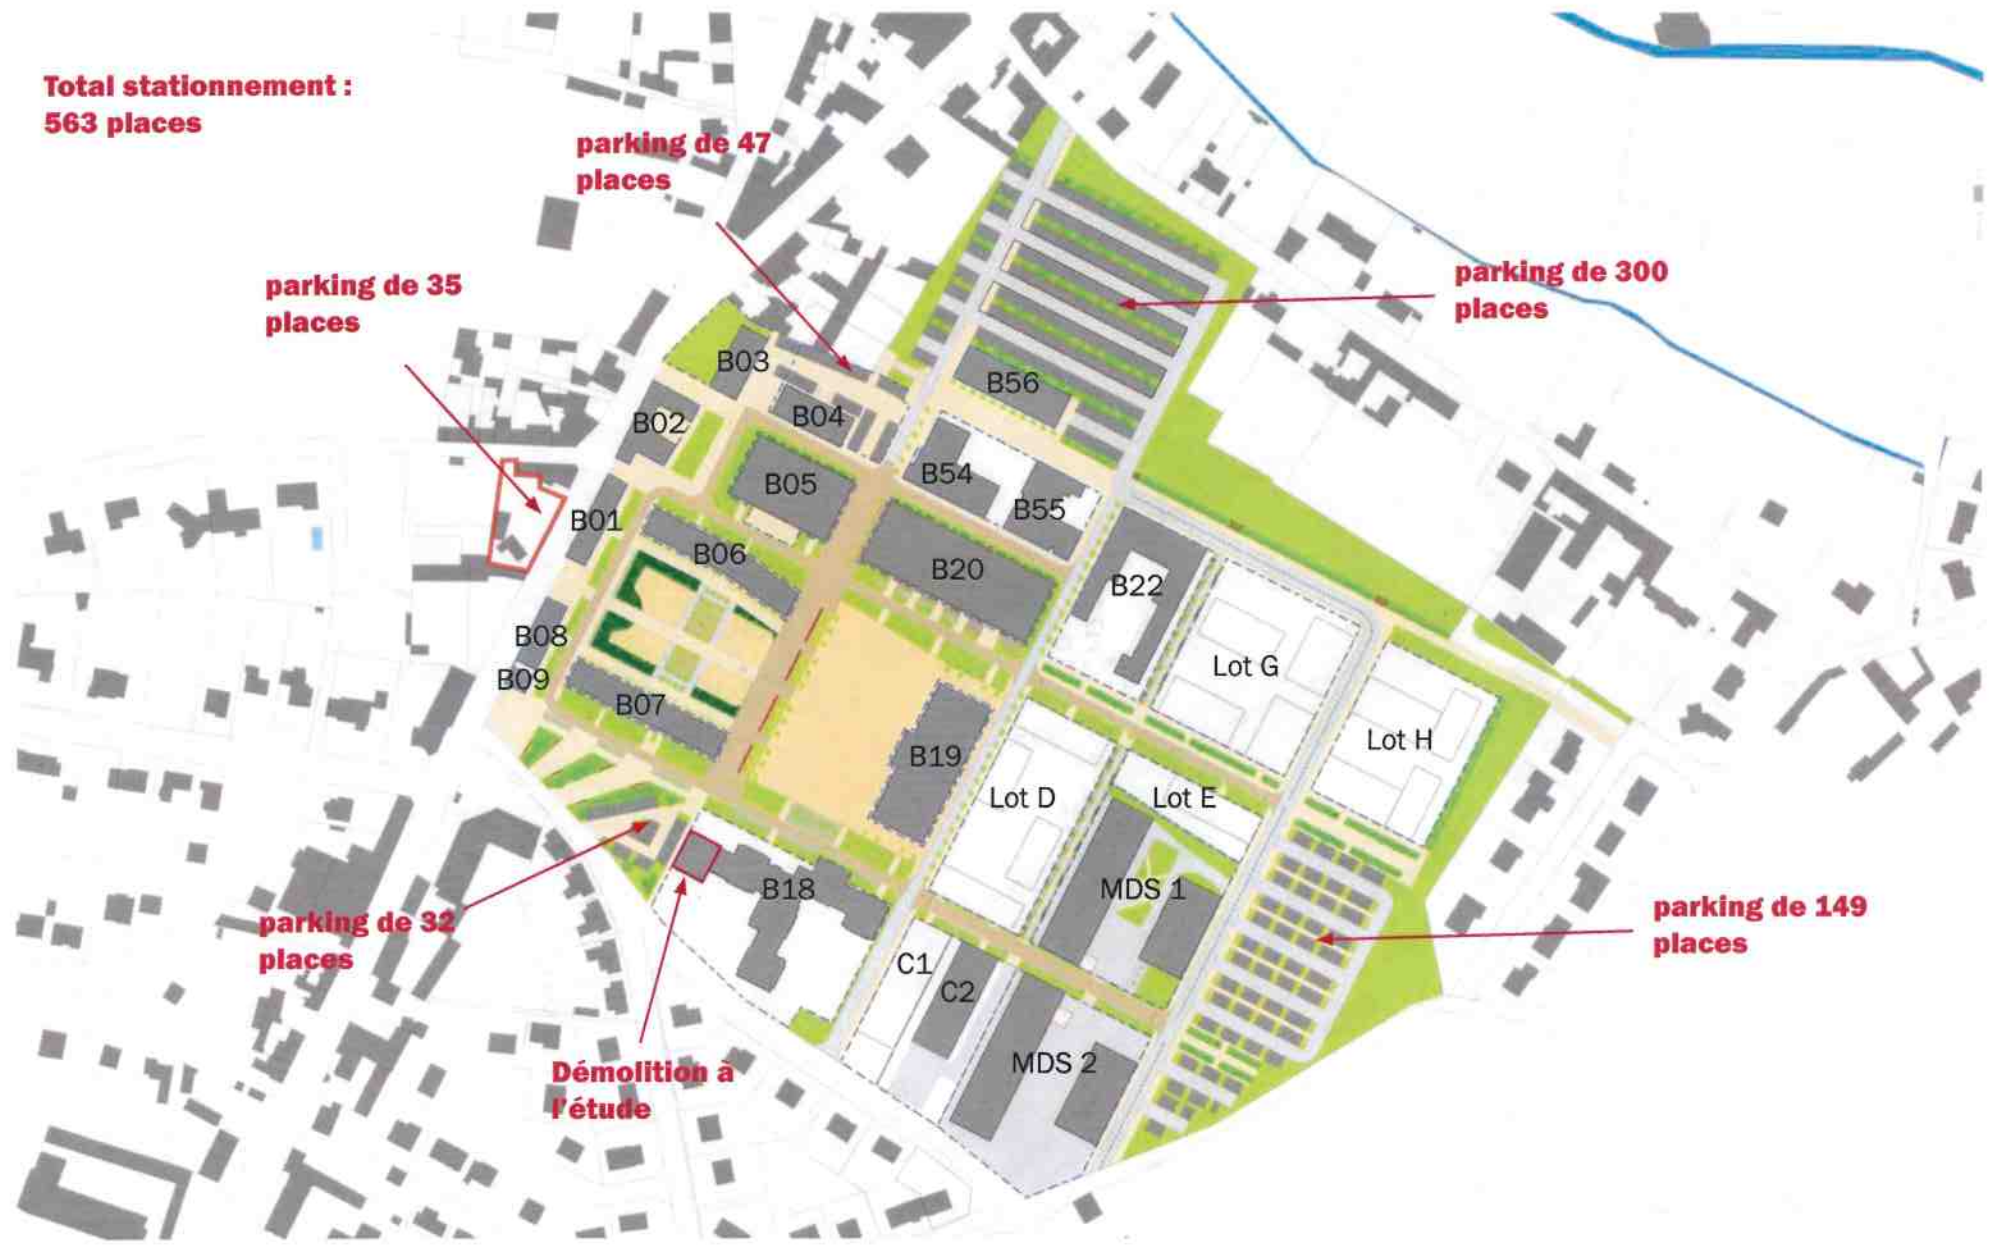 Total stationnement :
563 places
parking de 47
places
parking de 35
places
parking de 300
places
B03
B56
B04
B02
B54
B05
B55
B01
B06
B20
B22
B08
Lot G
B09
B07
Lot H
B19
Lot D
Lot E
B18
MDS 1
parking de 149
places
parking de 32
places
C1
C2
MDS 2
Démolition à
l'étude